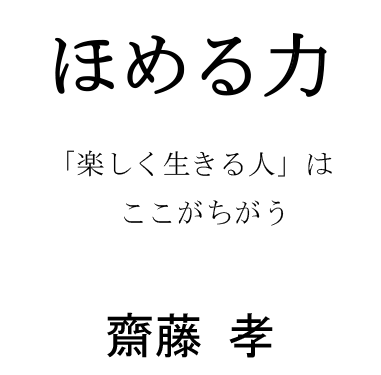 ほめる力
「楽しく生きる人」は
ここがちがう
齋藤 孝